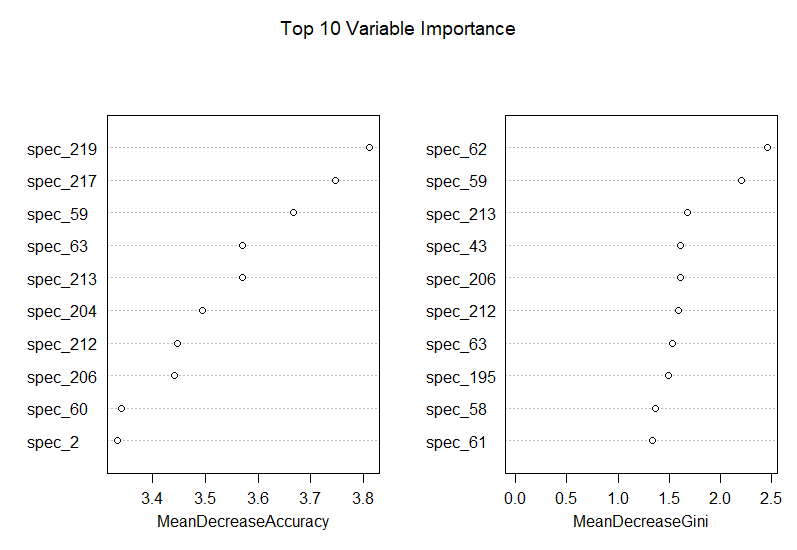 Top 10 Variable Importance
spec_219
spec_217
spec_59
spec_63
spec_213
spec_204
spec_212
spec_206
spec_60
spec_2
3.4 3.5 3.6 3.7 3.8
MeanDecreaseAccuracy
spec_62
spec_59
spec_213
spec_43
spec_206
spec_212
spec_63
spec_195
spec_58
spec_61
0.0 0.5 1.0 1.5 2.0 2.5
MeanDecreaseGini